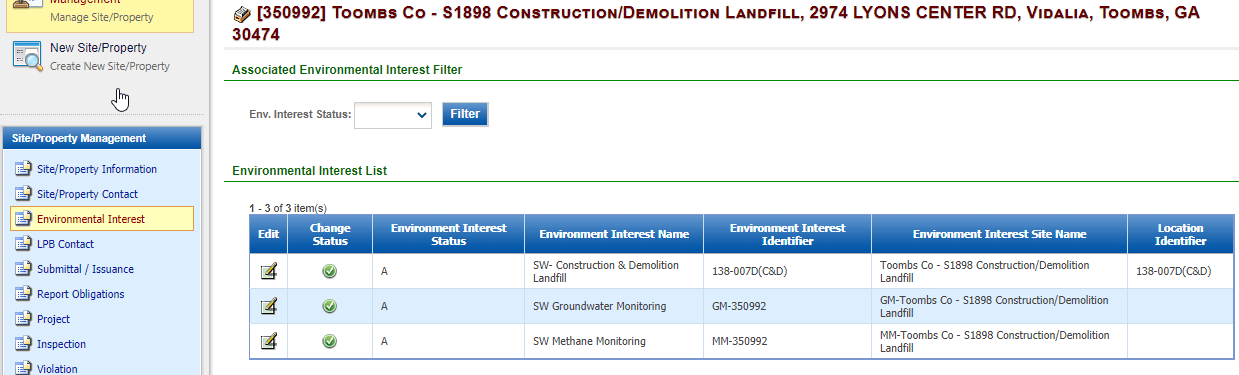 Management
Manage Site/Property
New Site/Property
Create New Site/Property
Site/Property Management
Site/Property Information
Site/Property Contact
Environmental Interest
LPB Contact
Submittal / Issuance
Report Obligations
Project
Inspection
Violation
[350992] Toombs Co - S1898 Construction/Demolition Landfill, 2974 LYONS CENTER RD, Vidalia, Toombs, GA
30474
Associated Environmental Interest Filter
Env. Interest Status:
Filter
Environmental Interest List
1 - 3 of 3 item(s)
Edit
Change
Status
Environment Interest
Status
Environment Interest Name
Environment Interest
Identifier
Environment Interest Site Name
Location
Identifier
A
SW- Construction & Demolition
Landfill
138-007D(C&D)
Toombs Co - S1898 Construction/Demolition
Landfill
138-007D(C&D)
A
SW Groundwater Monitoring
GM-350992
GM-Toombs Co - S1898 Construction/Demolition
Landfill
A
SW Methane Monitoring
MM-350992
MM-Toombs Co - S1898 Construction/Demolition
Landfill